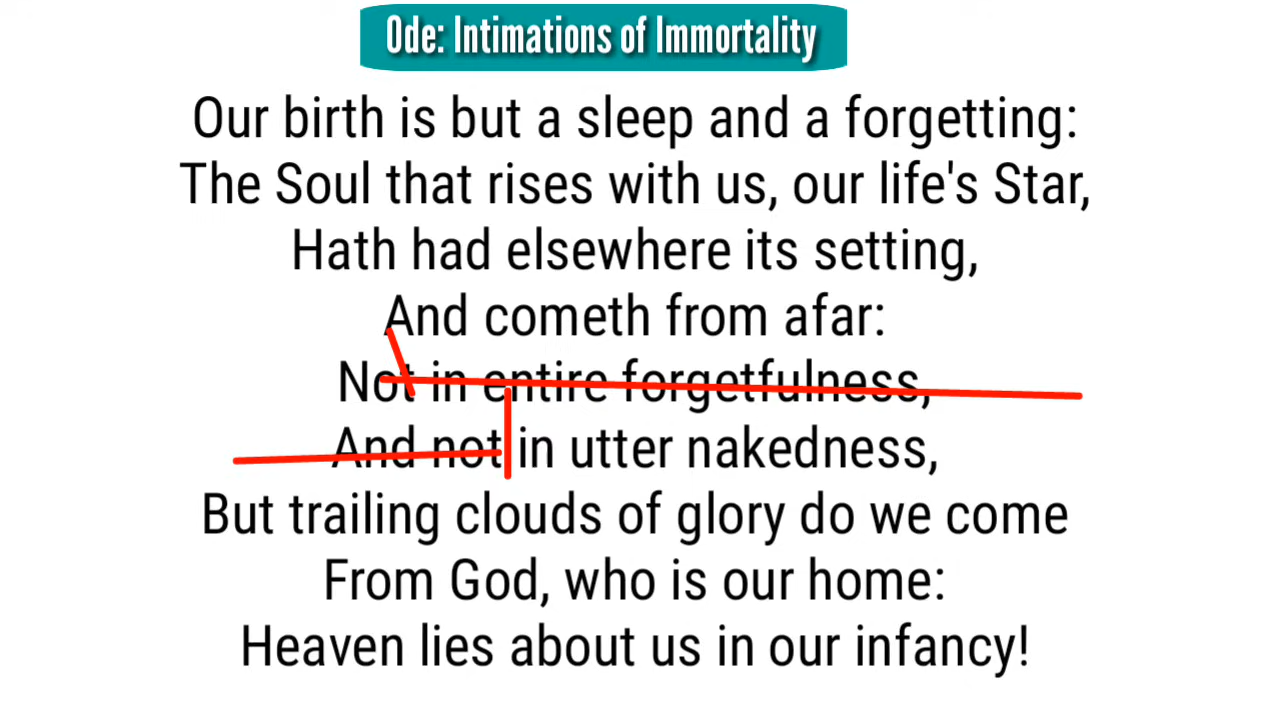 Ode: Intimations of Immortality
Our birth is but a sleep and a forgetting:
The Soul that rises with us, our life's Star,
Hath had elsewhere its setting,
And cometh from afar:
Not in entire forgetfulness,
And not in utter nakedness,
But trailing clouds of glory do we come
From God, who is our home:
Heaven lies about us in our infancy!